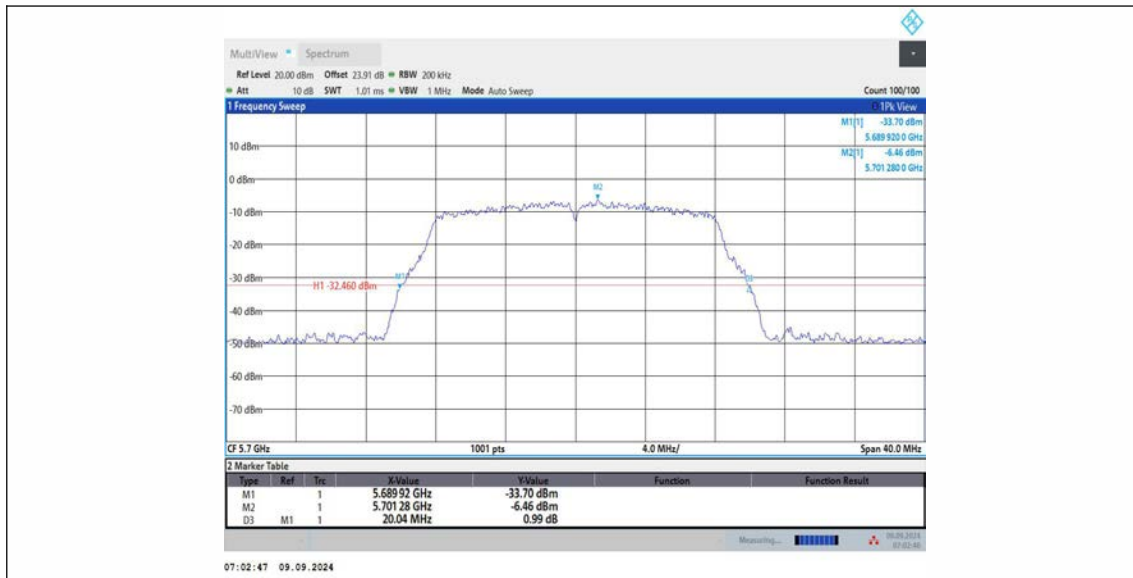 MultiView Spectrum
Ref Level 20.00 dBm Offset 23.91 dB RBW 200 kHz
Att 10 dB SWT 1.01 ms VBW 1 MHz Mode Auto Sweep Count 100/100
1 Frequency Sweep 1Pk View
M1[1] -33.70 dBm
5.689 920 0 GHz
M2[1] -6.46 dBm
5.701 280 0 GHz
10 dBm
0 dBm
M2
-10 dBm
-20 dBm
-30 dBm
M1
H1 -32.460 dBm
-40 dBm
-50 dBm
-60 dBm
-70 dBm
CF 5.7 GHz 1001 pts 4.0 MHz/ Span 40.0 MHz
2 Marker Table
Type Ref Trc X-Value Y-Value Function Function Result
M1 1 5.689 92 GHz -33.70 dBm
M2 1 5.701 28 GHz -6.46 dBm
D3 M1 1 20.04 MHz 0.99 dB
Measuring... 09.09.2024
07:02:46
07:02:47 09.09.2024